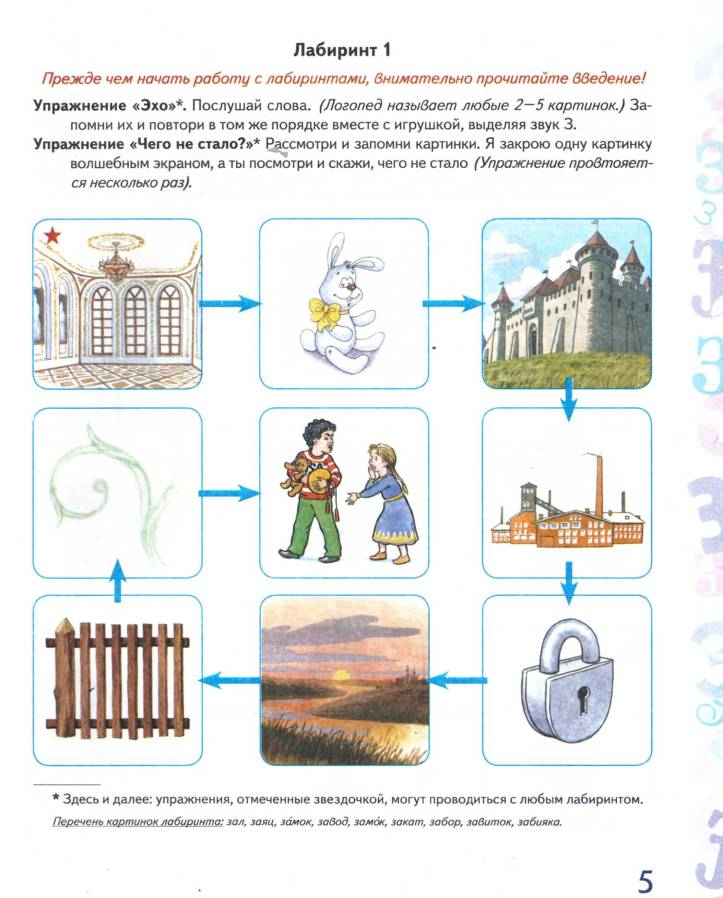 Лабиринт 1
Прежде чем начать работу с лабиринтами, внимательно прочитайте введение!
Упражнение «Эхо»*. Послушай слова. (Логопед называет любые 2–5 картинок.) За-
помни их и повтори в том же порядке вместе с игрушкой, выделяя звук З.
Упражнение «Чего не стало?»* Рассмотри и запомни картинки. Я закрою одну картинку
волшебным экраном, а ты посмотри и скажи, чего не стало (Упражнение провтояет-
ся несколько раз).
* Здесь и далее: упражнения, отмеченные звездочкой, могут проводиться с любым лабиринтом.
Перечень картинок лабиринта: зал, заяц, за́мок, завод, замо́к, закат, забор, завиток, забияка.
5